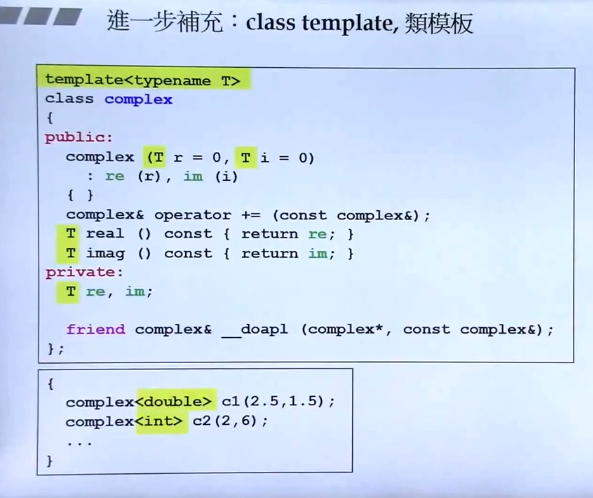 進一步補充：class template, 類模板
template<typename T>
class complex
{
public:
  complex (T r = 0, T i = 0)
    : re (r), im (i)
  { }
  complex& operator += (const complex&);
  T real () const { return re; }
  T imag () const { return im; }
private:
  T re, im;
  friend complex& __doapl (complex*, const complex&);
};
{
  complex<double> c1(2.5,1.5);
  complex<int> c2(2,6);
  ...
}